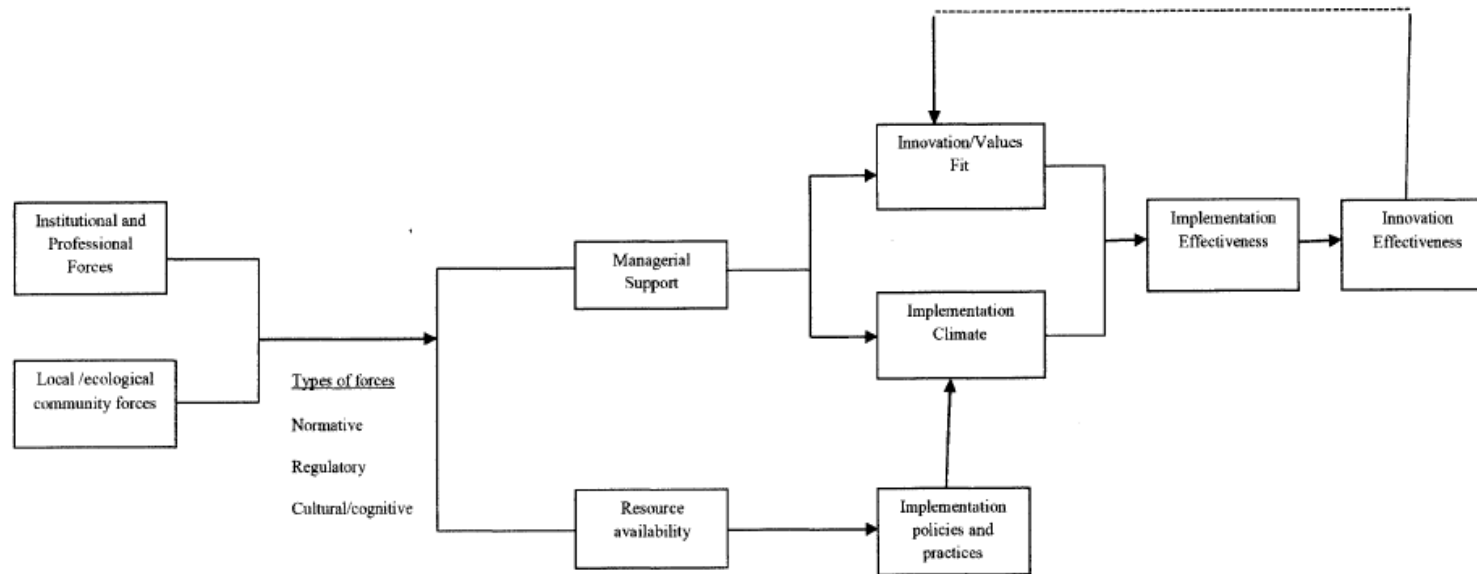 Innovation/Values
Fit
Institutional and
Professional
Forces
Implementation
Effectiveness
Innovation
Effectiveness
Managerial
Support
Implementation
Climate
Local /ecological
community forces
Types of forces
Normative
Regulatory
Cultural/cognitive
Resource
availability
Implementation
policies and
practices